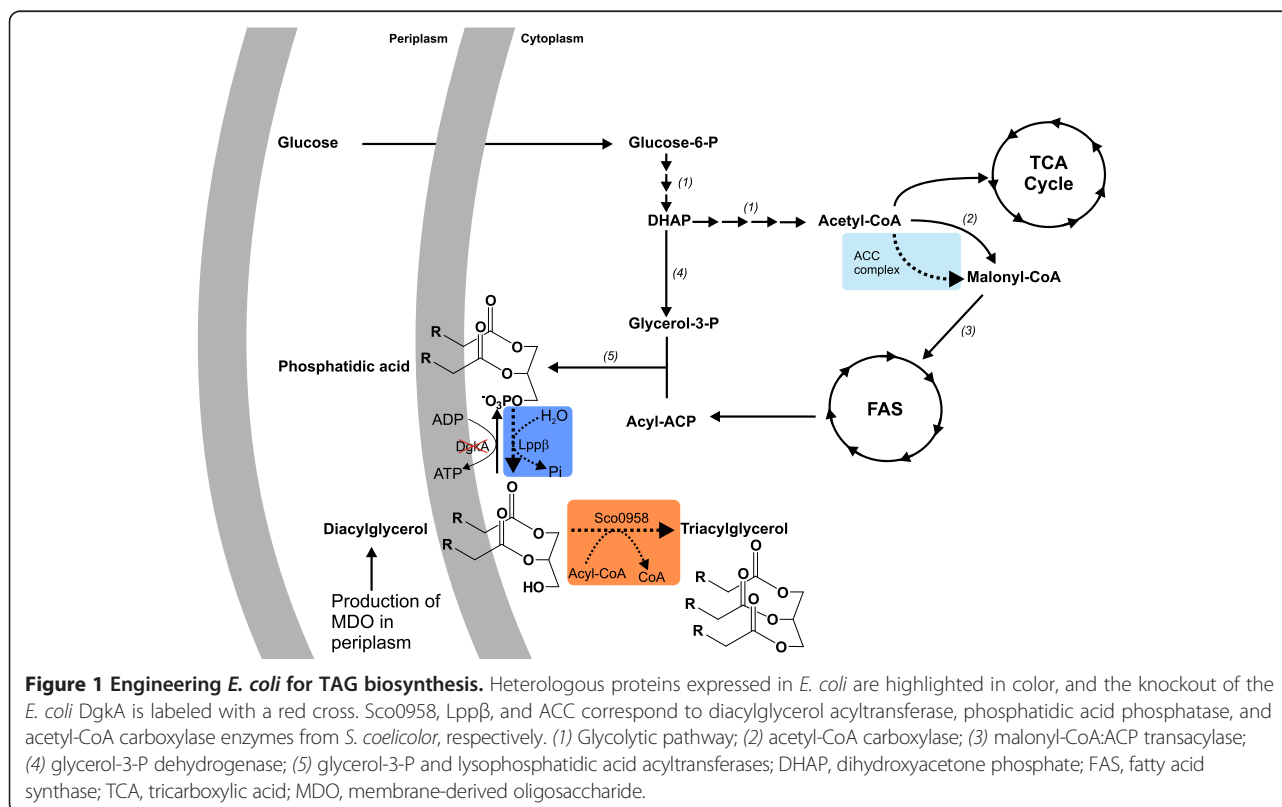 Periplasm Cytoplasm
Glucose Glucose-6-P
(1)
DHAP (1) Acetyl-CoA
TCA
Cycle
(2)
ACC
complex
Malonyl-CoA
(4)
(3)
Glycerol-3-P
O
O
R
O
R
O
Phosphatidic acid
(5)
⁻O₃PO
FAS
Acyl-ACP
ADP
H₂O
DgkA
Lppβ
ATP
Pi
O
O
Diacylglycerol
R
O
R
O
HO
Sco0958
Triacylglycerol
Acyl-CoA
CoA
Production of
MDO in
periplasm
O
O
O
R
O
R
O
R
O
Figure 1 Engineering E. coli for TAG biosynthesis. Heterologous proteins expressed in E. coli are highlighted in color, and the knockout of the
E. coli DgkA is labeled with a red cross. Sco0958, Lppβ, and ACC correspond to diacylglycerol acyltransferase, phosphatidic acid phosphatase, and
acetyl-CoA carboxylase enzymes from S. coelicolor, respectively. (1) Glycolytic pathway; (2) acetyl-CoA carboxylase; (3) malonyl-CoA:ACP transacylase;
(4) glycerol-3-P dehydrogenase; (5) glycerol-3-P and lysophosphatidic acid acyltransferases; DHAP, dihydroxyacetone phosphate; FAS, fatty acid
synthase; TCA, tricarboxylic acid; MDO, membrane-derived oligosaccharide.